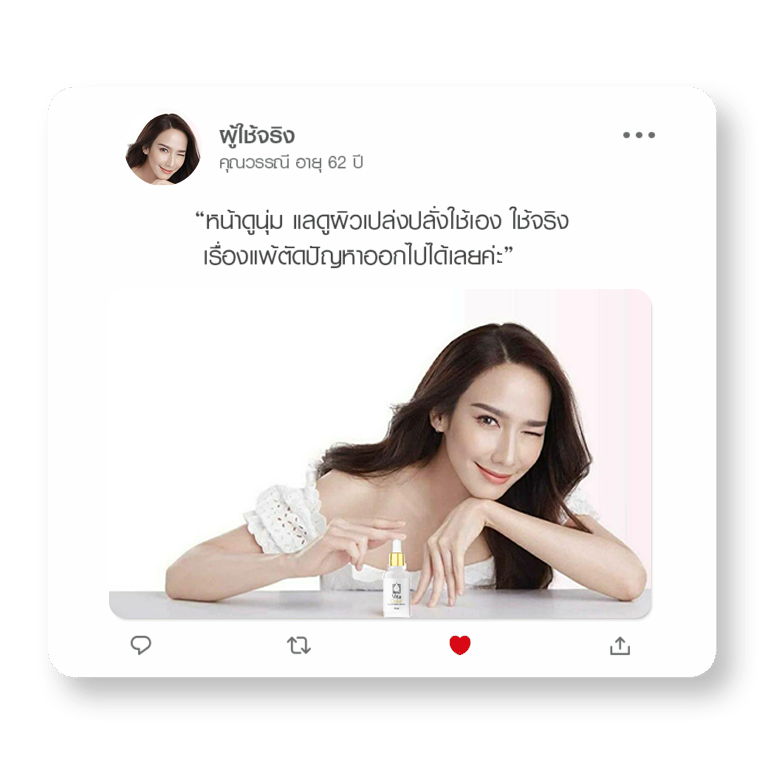 ผู้ใช้จริง
คุณวรรณี อายุ 62 ปี
“หน้าดูนุ่ม แลดูผิวเปล่งปลั่งใช้เอง ใช้จริง
เรื่องแพ้ตัดปัญหาออกไปได้เลยค่ะ”
Vita